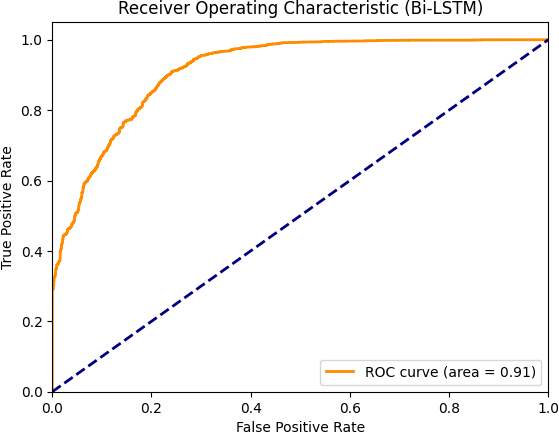 Receiver Operating Characteristic (Bi-LSTM)
True Positive Rate
1.0
0.8
0.6
0.4
0.2
0.0
ROC curve (area = 0.91)
0.0 0.2 0.4 0.6 0.8 1.0
False Positive Rate